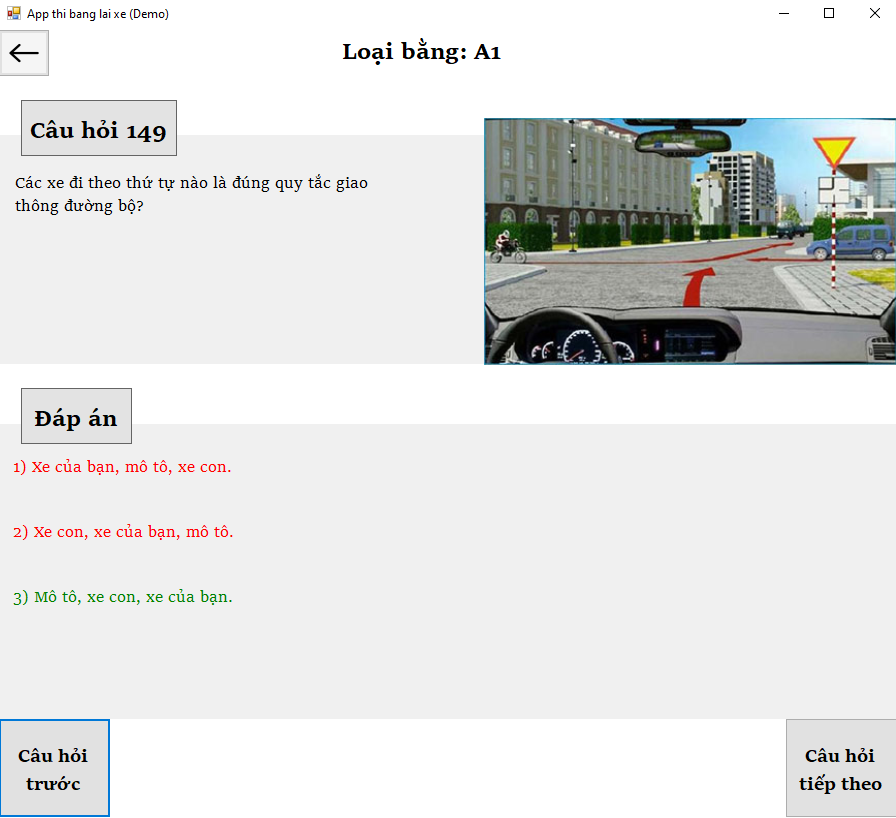 App thi bang lai xe (Demo)
Loại bằng: A1
Câu hỏi 149
Các xe đi theo thứ tự nào là đúng quy tắc giao
thông đường bộ?
Đáp án
1) Xe của bạn, mô tô, xe con.
2) Xe con, xe của bạn, mô tô.
3) Mô tô, xe con, xe của bạn.
Câu hỏi
trước
Câu hỏi
tiếp theo